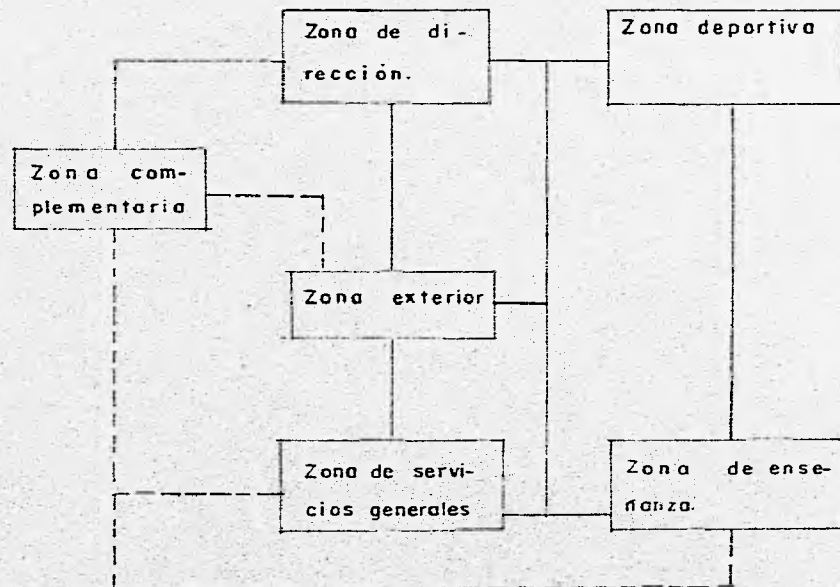 Zona de di-
rección.
Zona deportiva
Zona com-
plementaria
Zona exterior
Zona de servi-
cios generales
Zona de ense-
ñanza.